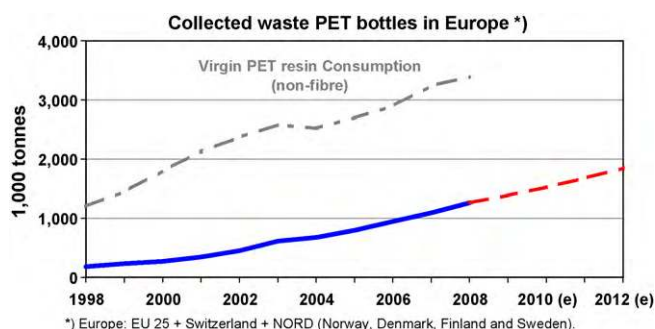 Collected waste PET bottles in Europe *)
4,000
Virgin PET resin Consumption
(non-fibre)
3,000
2,000
1,000
0
1,000 tonnes
1998 2000 2002 2004 2006 2008 2010 (e) 2012 (e)
*) Europe: EU 25 + Switzerland + NORD (Norway, Denmark, Finland and Sweden).